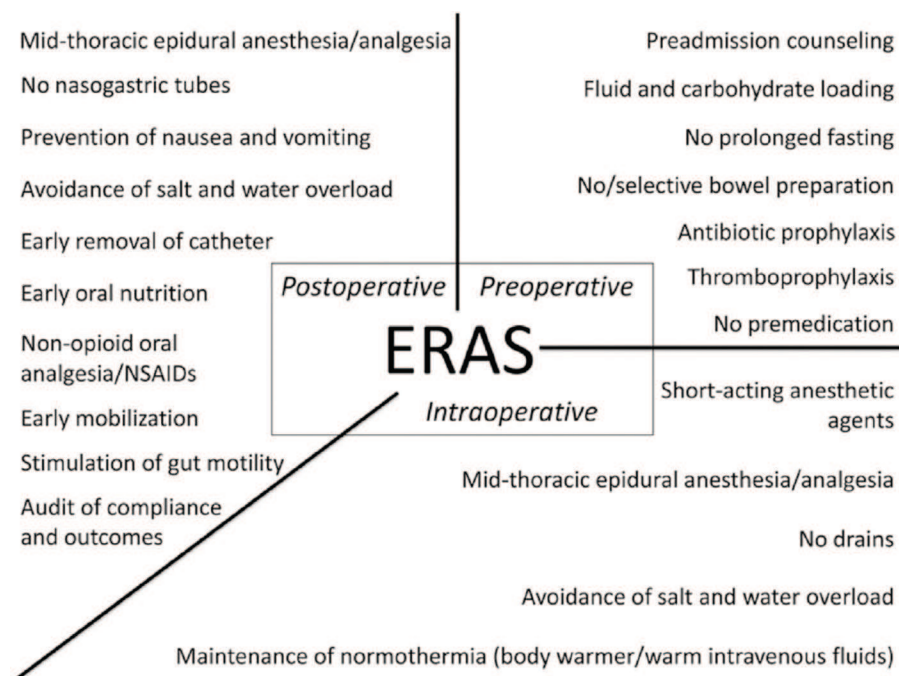 Mid-thoracic epidural anesthesia/analgesia
No nasogastric tubes
Prevention of nausea and vomiting
Avoidance of salt and water overload
Early removal of catheter
Early oral nutrition
Non-opioid oral
analgesia/NSAIDs
Early mobilization
Stimulation of gut motility
Audit of compliance
and outcomes
Preadmission counseling
Fluid and carbohydrate loading
No prolonged fasting
No/selective bowel preparation
Antibiotic prophylaxis
Thromboprophylaxis
No premedication
Postoperative
Preoperative
ERAS
Intraoperative
Short-acting anesthetic
agents
Mid-thoracic epidural anesthesia/analgesia
No drains
Avoidance of salt and water overload
Maintenance of normothermia (body warmer/warm intravenous fluids)